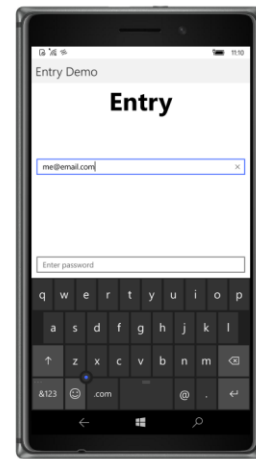 11:10
Entry Demo
Entry
me@email.com ×
Enter password
q w e r t y u i o p
a s d f g h j k l
z x c v b n m
&123 .com @ .